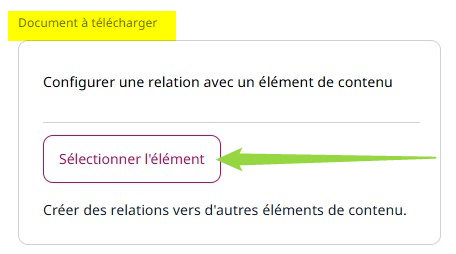 Document à télécharger
Configurer une relation avec un élément de contenu
Sélectionner l'élément
Créer des relations vers d'autres éléments de contenu.